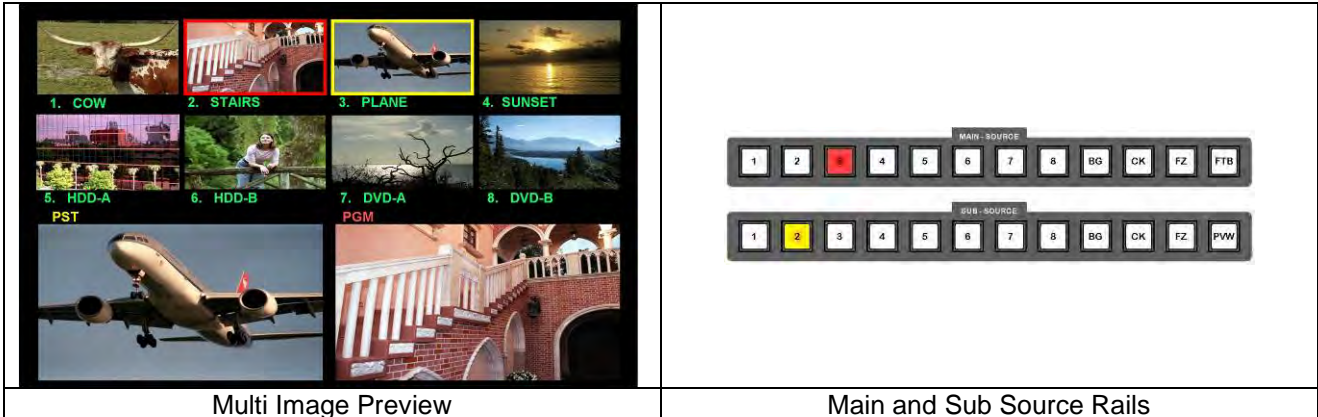 1. COW 2. STAIRS 3. PLANE 4. SUNSET
5. HDD-A 6. HDD-B 7. DVD-A 8. DVD-B
PST PGM
Multi Image Preview
MAIN - SOURCE
1 2 4 5 6 7 8 BG CK FZ FTB
SUB - SOURCE
1 2 3 4 5 6 7 8 BG CK FZ PVW
Main and Sub Source Rails